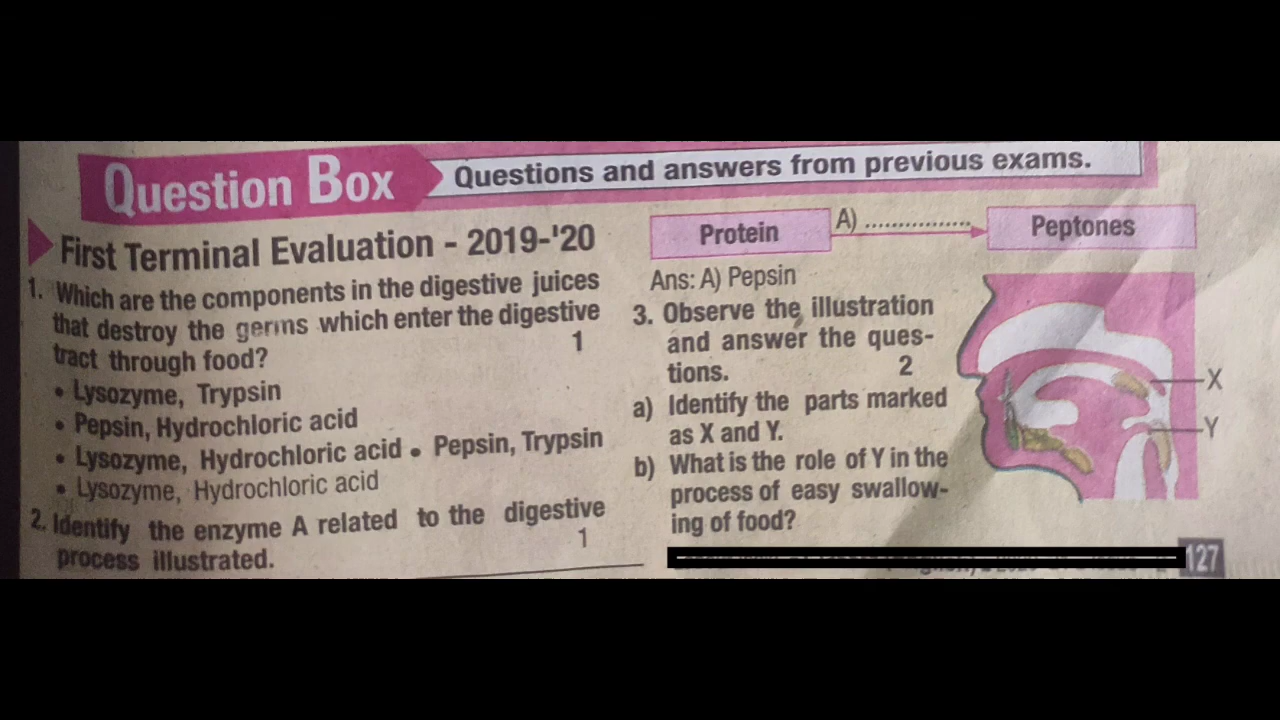 Question Box
Questions and answers from previous exams.
First Terminal Evaluation - 2019-'20
1. Which are the components in the digestive juices
that destroy the germs which enter the digestive
tract through food? 1
• Lysozyme, Trypsin
• Pepsin, Hydrochloric acid
• Lysozyme, Hydrochloric acid • Pepsin, Trypsin
• Lysozyme, Hydrochloric acid
2. Identify the enzyme A related to the digestive
process illustrated. 1
Protein A) ................ Peptones
Ans: A) Pepsin
3. Observe the illustration
and answer the ques-
tions. 2
a) Identify the parts marked
as X and Y.
b) What is the role of Y in the
process of easy swallow-
ing of food?
X
Y
127